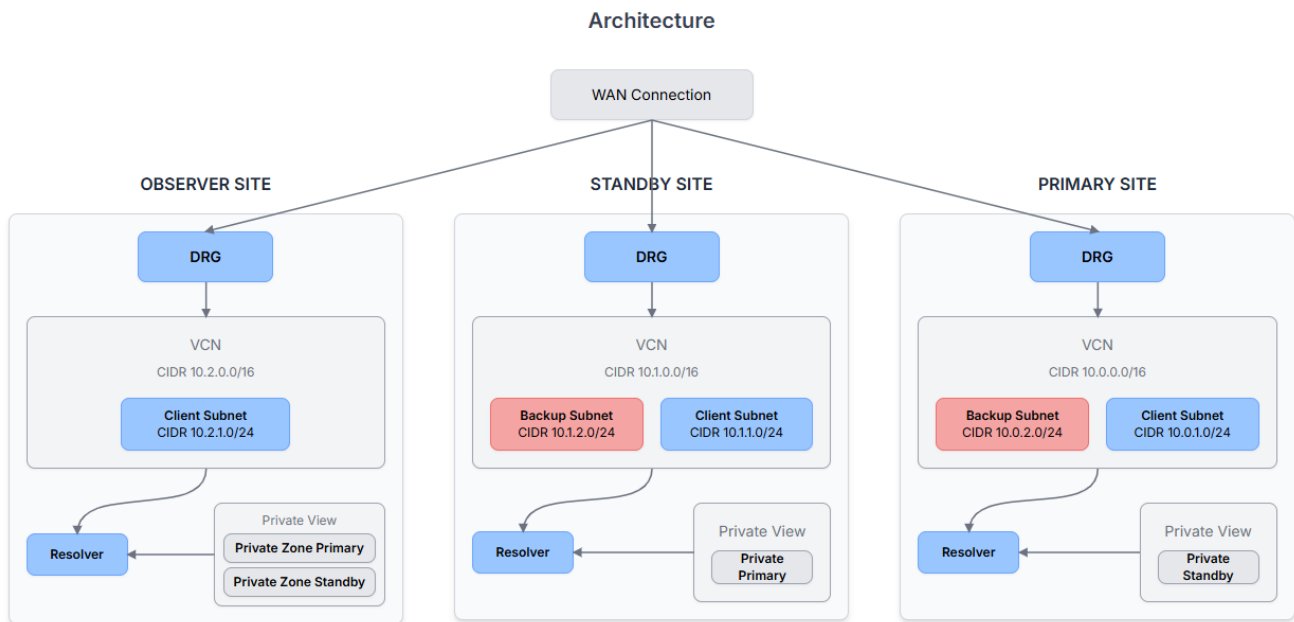 Architecture
WAN Connection
OBSERVER SITE
DRG
VCN
CIDR 10.2.0.0/16
Client Subnet
CIDR 10.2.1.0/24
Resolver
Private View
Private Zone Primary
Private Zone Standby
STANDBY SITE
DRG
VCN
CIDR 10.1.0.0/16
Backup Subnet
CIDR 10.1.2.0/24
Client Subnet
CIDR 10.1.1.0/24
Resolver
Private View
Private
Primary
PRIMARY SITE
DRG
VCN
CIDR 10.0.0.0/16
Backup Subnet
CIDR 10.0.2.0/24
Client Subnet
CIDR 10.0.1.0/24
Resolver
Private View
Private
Standby